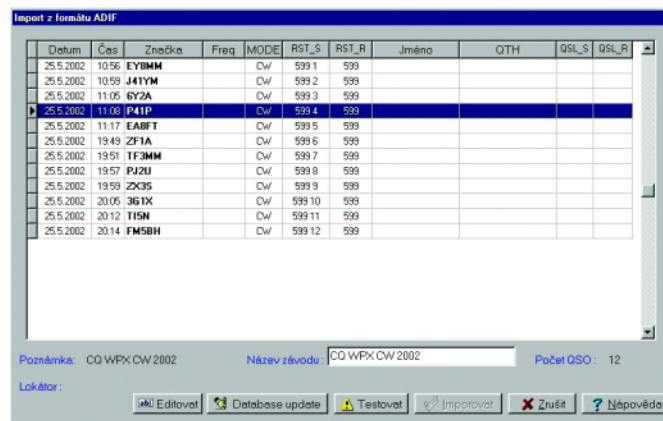 Import z formátu ADIF
Datum Čas Značka Freq MODE RST_S RST_R Jméno QTH QSL_S QSL_R
25.5.2002 10:56 EY8MM CW 599 1 599
25.5.2002 10:59 J41YM CW 599 2 599
25.5.2002 11:05 6Y2A CW 599 3 599
25.5.2002 11:08 P41P CW 599 4 599
25.5.2002 11:17 EA8FT CW 599 5 599
25.5.2002 19:49 ZF1A CW 599 6 599
25.5.2002 19:51 TF3MM CW 599 7 599
25.5.2002 19:57 PJ2U CW 599 8 599
25.5.2002 19:59 ZX3S CW 599 9 599
25.5.2002 20:05 3G1X CW 599 10 599
25.5.2002 20:12 TI5N CW 599 11 599
25.5.2002 20:14 FM5BH CW 599 12 599
Poznámka: CQ WPX CW 2002 Název závodu : CQ WPX CW 2002 Počet QSO : 12
Lokátor :
ab Editovat Database update Testovat Imporovat Zrušit Nápověda